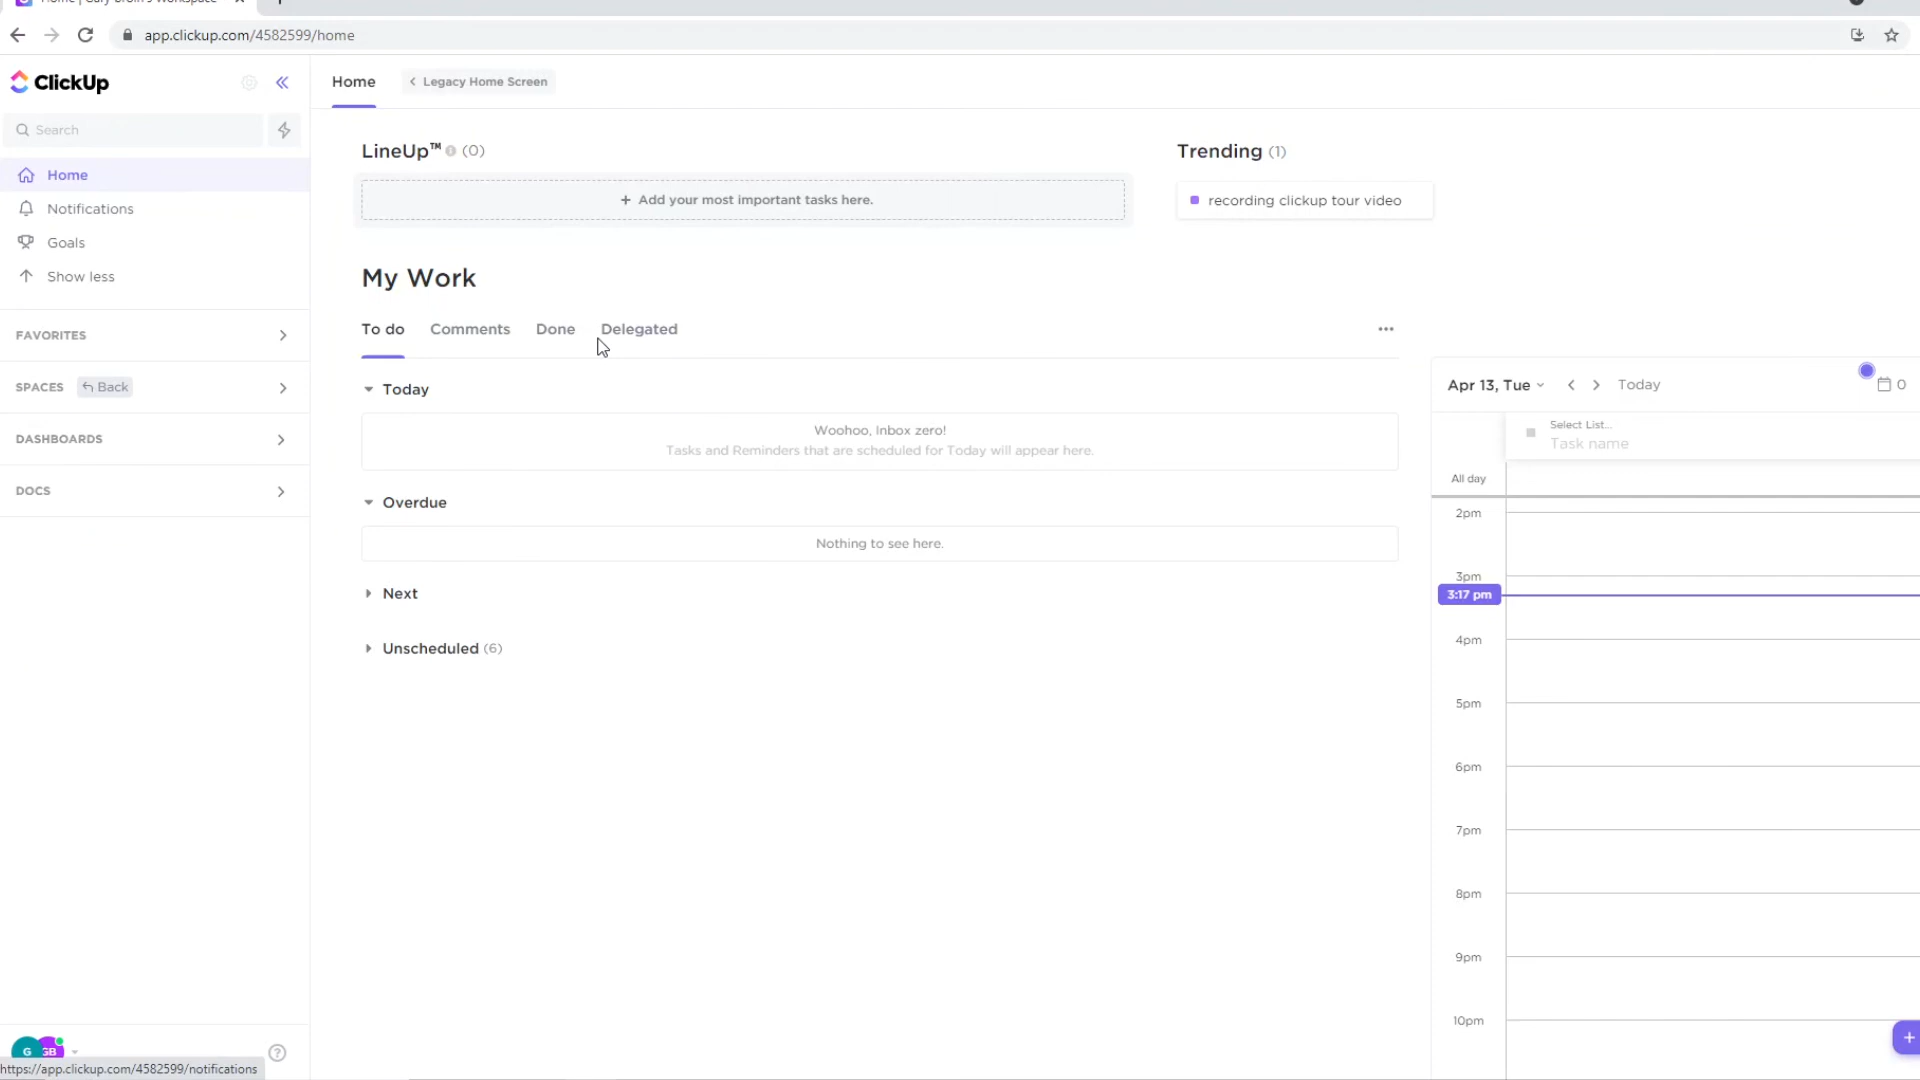 app.clickup.com/4582599/home
ClickUp
Search
Home
Notifications
Goals
Show less
FAVORITES
SPACES Back
DASHBOARDS
DOCS
G GB
https://app.clickup.com/4582599/notifications
Home
Legacy Home Screen
LineUp™ (0)
+ Add your most important tasks here.
Trending (1)
recording clickup tour video
My Work
To do Comments Done Delegated
Today
Woohoo, Inbox zero!
Tasks and Reminders that are scheduled for Today will appear here.
Overdue
Nothing to see here.
Next
Unscheduled (6)
Apr 13, Tue Today 0
Select List...
Task name
All day
2pm
3pm
3:17 pm
4pm
5pm
6pm
7pm
8pm
9pm
10pm